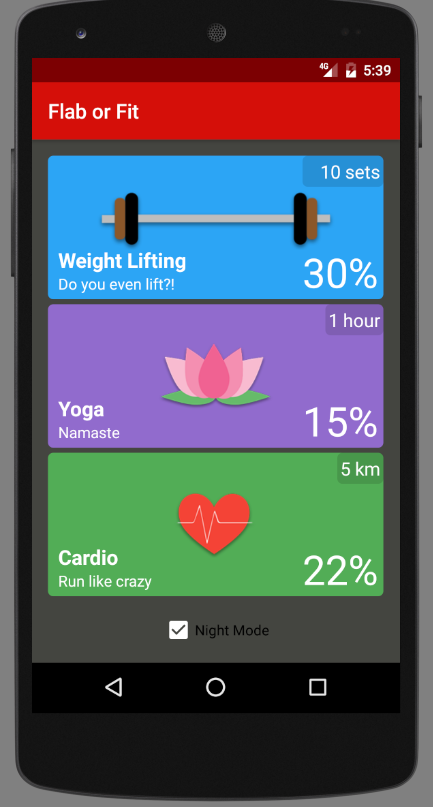 4G 5:39
Flab or Fit
10 sets
Weight Lifting
Do you even lift?!
30%
1 hour
Yoga
Namaste
15%
5 km
Cardio
Run like crazy
22%
Night Mode